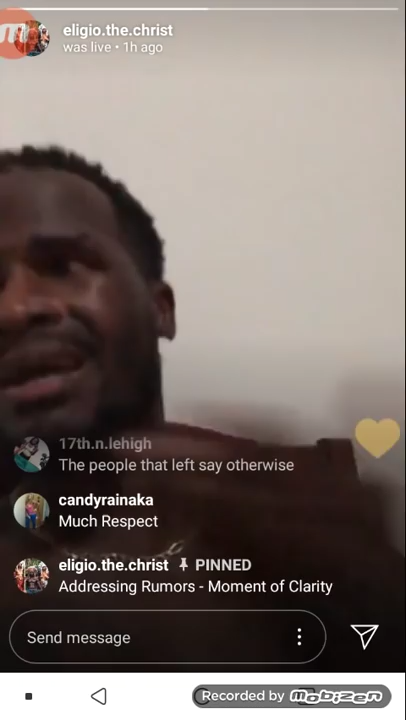 eligio.the.christ
was live • 1h ago
17th.n.lehigh
The people that left say otherwise
candyrainaka
Much Respect
eligio.the.christ PINNED
Addressing Rumors - Moment of Clarity
Send message
Recorded by mobizen